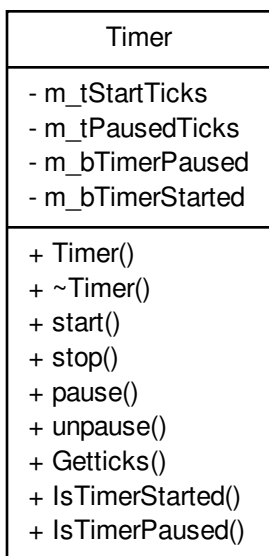 Timer
- m_tStartTicks
- m_tPausedTicks
- m_bTimerPaused
- m_bTimerStarted
+ Timer()
+ ~Timer()
+ start()
+ stop()
+ pause()
+ unpause()
+ Getticks()
+ IsTimerStarted()
+ IsTimerPaused()